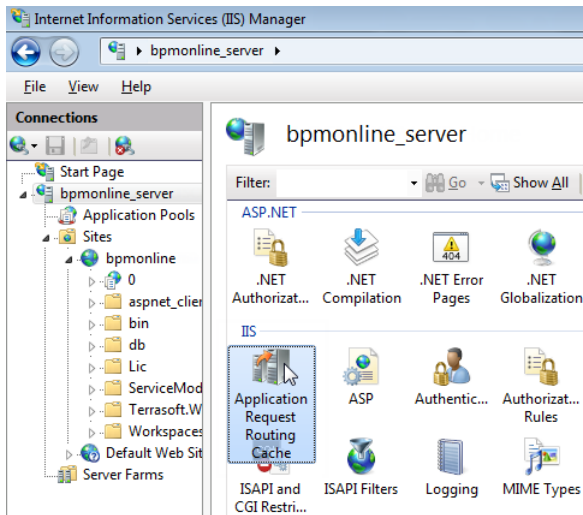 Internet Information Services (IIS) Manager
bpmonline_server
File View Help
Connections
Start Page
bpmonline_server
Application Pools
Sites
bpmonline
0
aspnet_clier
bin
db
Lic
ServiceMod
Terrasoft.W
Workspaces
Default Web Sit
Server Farms
bpmonline_server
Filter: Go Show All
ASP.NET
.NET Authorizat...
.NET Compilation
404
.NET Error Pages
.NET Globalization
IIS
Application Request Routing Cache
ASP
Authentic...
Authorizat... Rules
ISAPI and CGI Restri...
ISAPI Filters
Logging
MIME Types